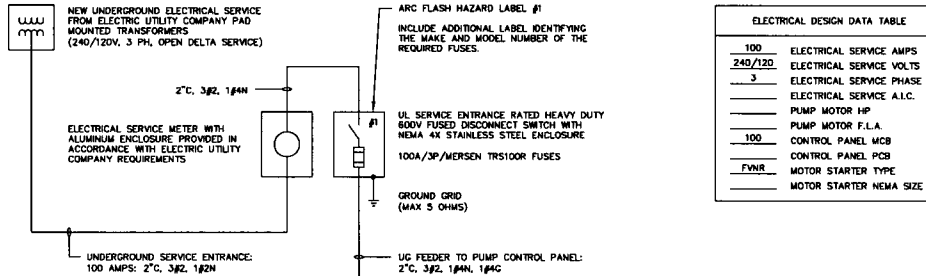 NEW UNDERGROUND ELECTRICAL SERVICE
FROM ELECTRIC UTILITY COMPANY PAD
MOUNTED TRANSFORMERS
(240/120V, 3 PH, OPEN DELTA SERVICE)
2"C, 3#2, 1#4N
ELECTRICAL SERVICE METER WITH
ALUMINUM ENCLOSURE PROVIDED IN
ACCORDANCE WITH ELECTRIC UTILITY
COMPANY REQUIREMENTS
UNDERGROUND SERVICE ENTRANCE:
100 AMPS: 2"C, 3#2, 1#2N
ARC FLASH HAZARD LABEL #1
INCLUDE ADDITIONAL LABEL IDENTIFYING
THE MAKE AND MODEL NUMBER OF THE
REQUIRED FUSES.
#1
UL SERVICE ENTRANCE RATED HEAVY DUTY
600V FUSED DISCONNECT SWITCH WITH
NEMA 4X STAINLESS STEEL ENCLOSURE
100A/3P/MERSEN TRS100R FUSES
GROUND GRID
(MAX 5 OHMS)
UG FEEDER TO PUMP CONTROL PANEL:
2"C, 3#2, 1#4N, 1#4G
ELECTRICAL DESIGN DATA TABLE
100 ELECTRICAL SERVICE AMPS
240/120 ELECTRICAL SERVICE VOLTS
3 ELECTRICAL SERVICE PHASE
ELECTRICAL SERVICE A.I.C.
PUMP MOTOR HP
PUMP MOTOR F.L.A.
100 CONTROL PANEL MCB
CONTROL PANEL PCB
FVNR MOTOR STARTER TYPE
MOTOR STARTER NEMA SIZE